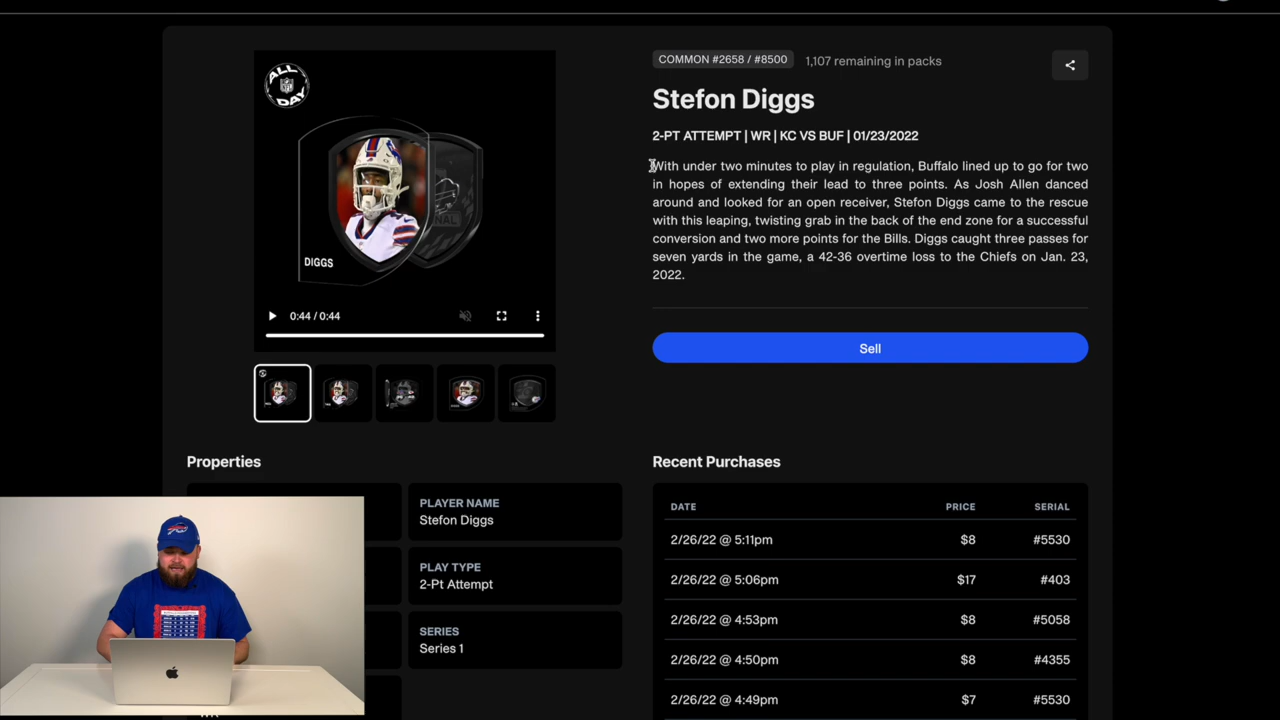 COMMON #2658 / #8500
1,107 remaining in packs
Stefon Diggs
2-PT ATTEMPT | WR | KC VS BUF | 01/23/2022
With under two minutes to play in regulation, Buffalo lined up to go for two
in hopes of extending their lead to three points. As Josh Allen danced
around and looked for an open receiver, Stefon Diggs came to the rescue
with this leaping, twisting grab in the back of the end zone for a successful
conversion and two more points for the Bills. Diggs caught three passes for
seven yards in the game, a 42-36 overtime loss to the Chiefs on Jan. 23,
2022.
Sell
ALL
NFL
DAY
DIGGS
0:44 / 0:44
Properties
PLAYER NAME
Stefon Diggs
PLAY TYPE
2-Pt Attempt
SERIES
Series 1
Recent Purchases
DATE PRICE SERIAL
2/26/22 @ 5:11pm $8 #5530
2/26/22 @ 5:06pm $17 #403
2/26/22 @ 4:53pm $8 #5058
2/26/22 @ 4:50pm $8 #4355
2/26/22 @ 4:49pm $7 #5530